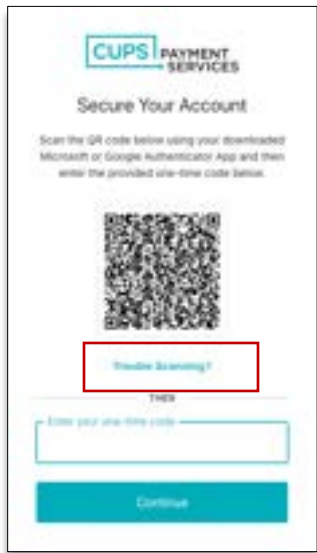 CUPS PAYMENT
SERVICES
Secure Your Account
Scan the QR code below using your downloaded
Microsoft or Google Authenticator App and then
enter the provided one-time code below.
Trouble Scanning?
THEN
Enter your one-time code
Continue